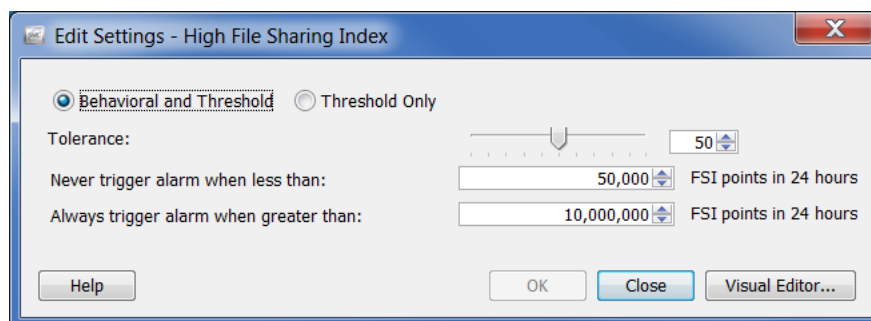 Edit Settings - High File Sharing Index
X
Behavioral and Threshold Threshold Only
Tolerance: 50
Never trigger alarm when less than: 50,000 FSI points in 24 hours
Always trigger alarm when greater than: 10,000,000 FSI points in 24 hours
Help OK Close Visual Editor...